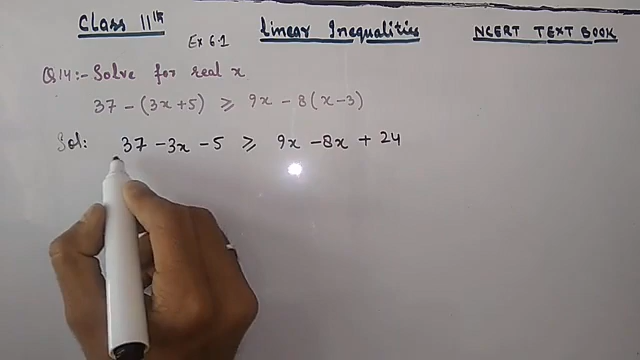 Class 11th Linear Inequalities NCERT TEXT BOOK
Ex 6.1
Q14:- Solve for real x
37 - (3x+5) ⩾ 9x - 8(x-3)
Sol: 37 - 3x - 5 ⩾ 9x - 8x + 24